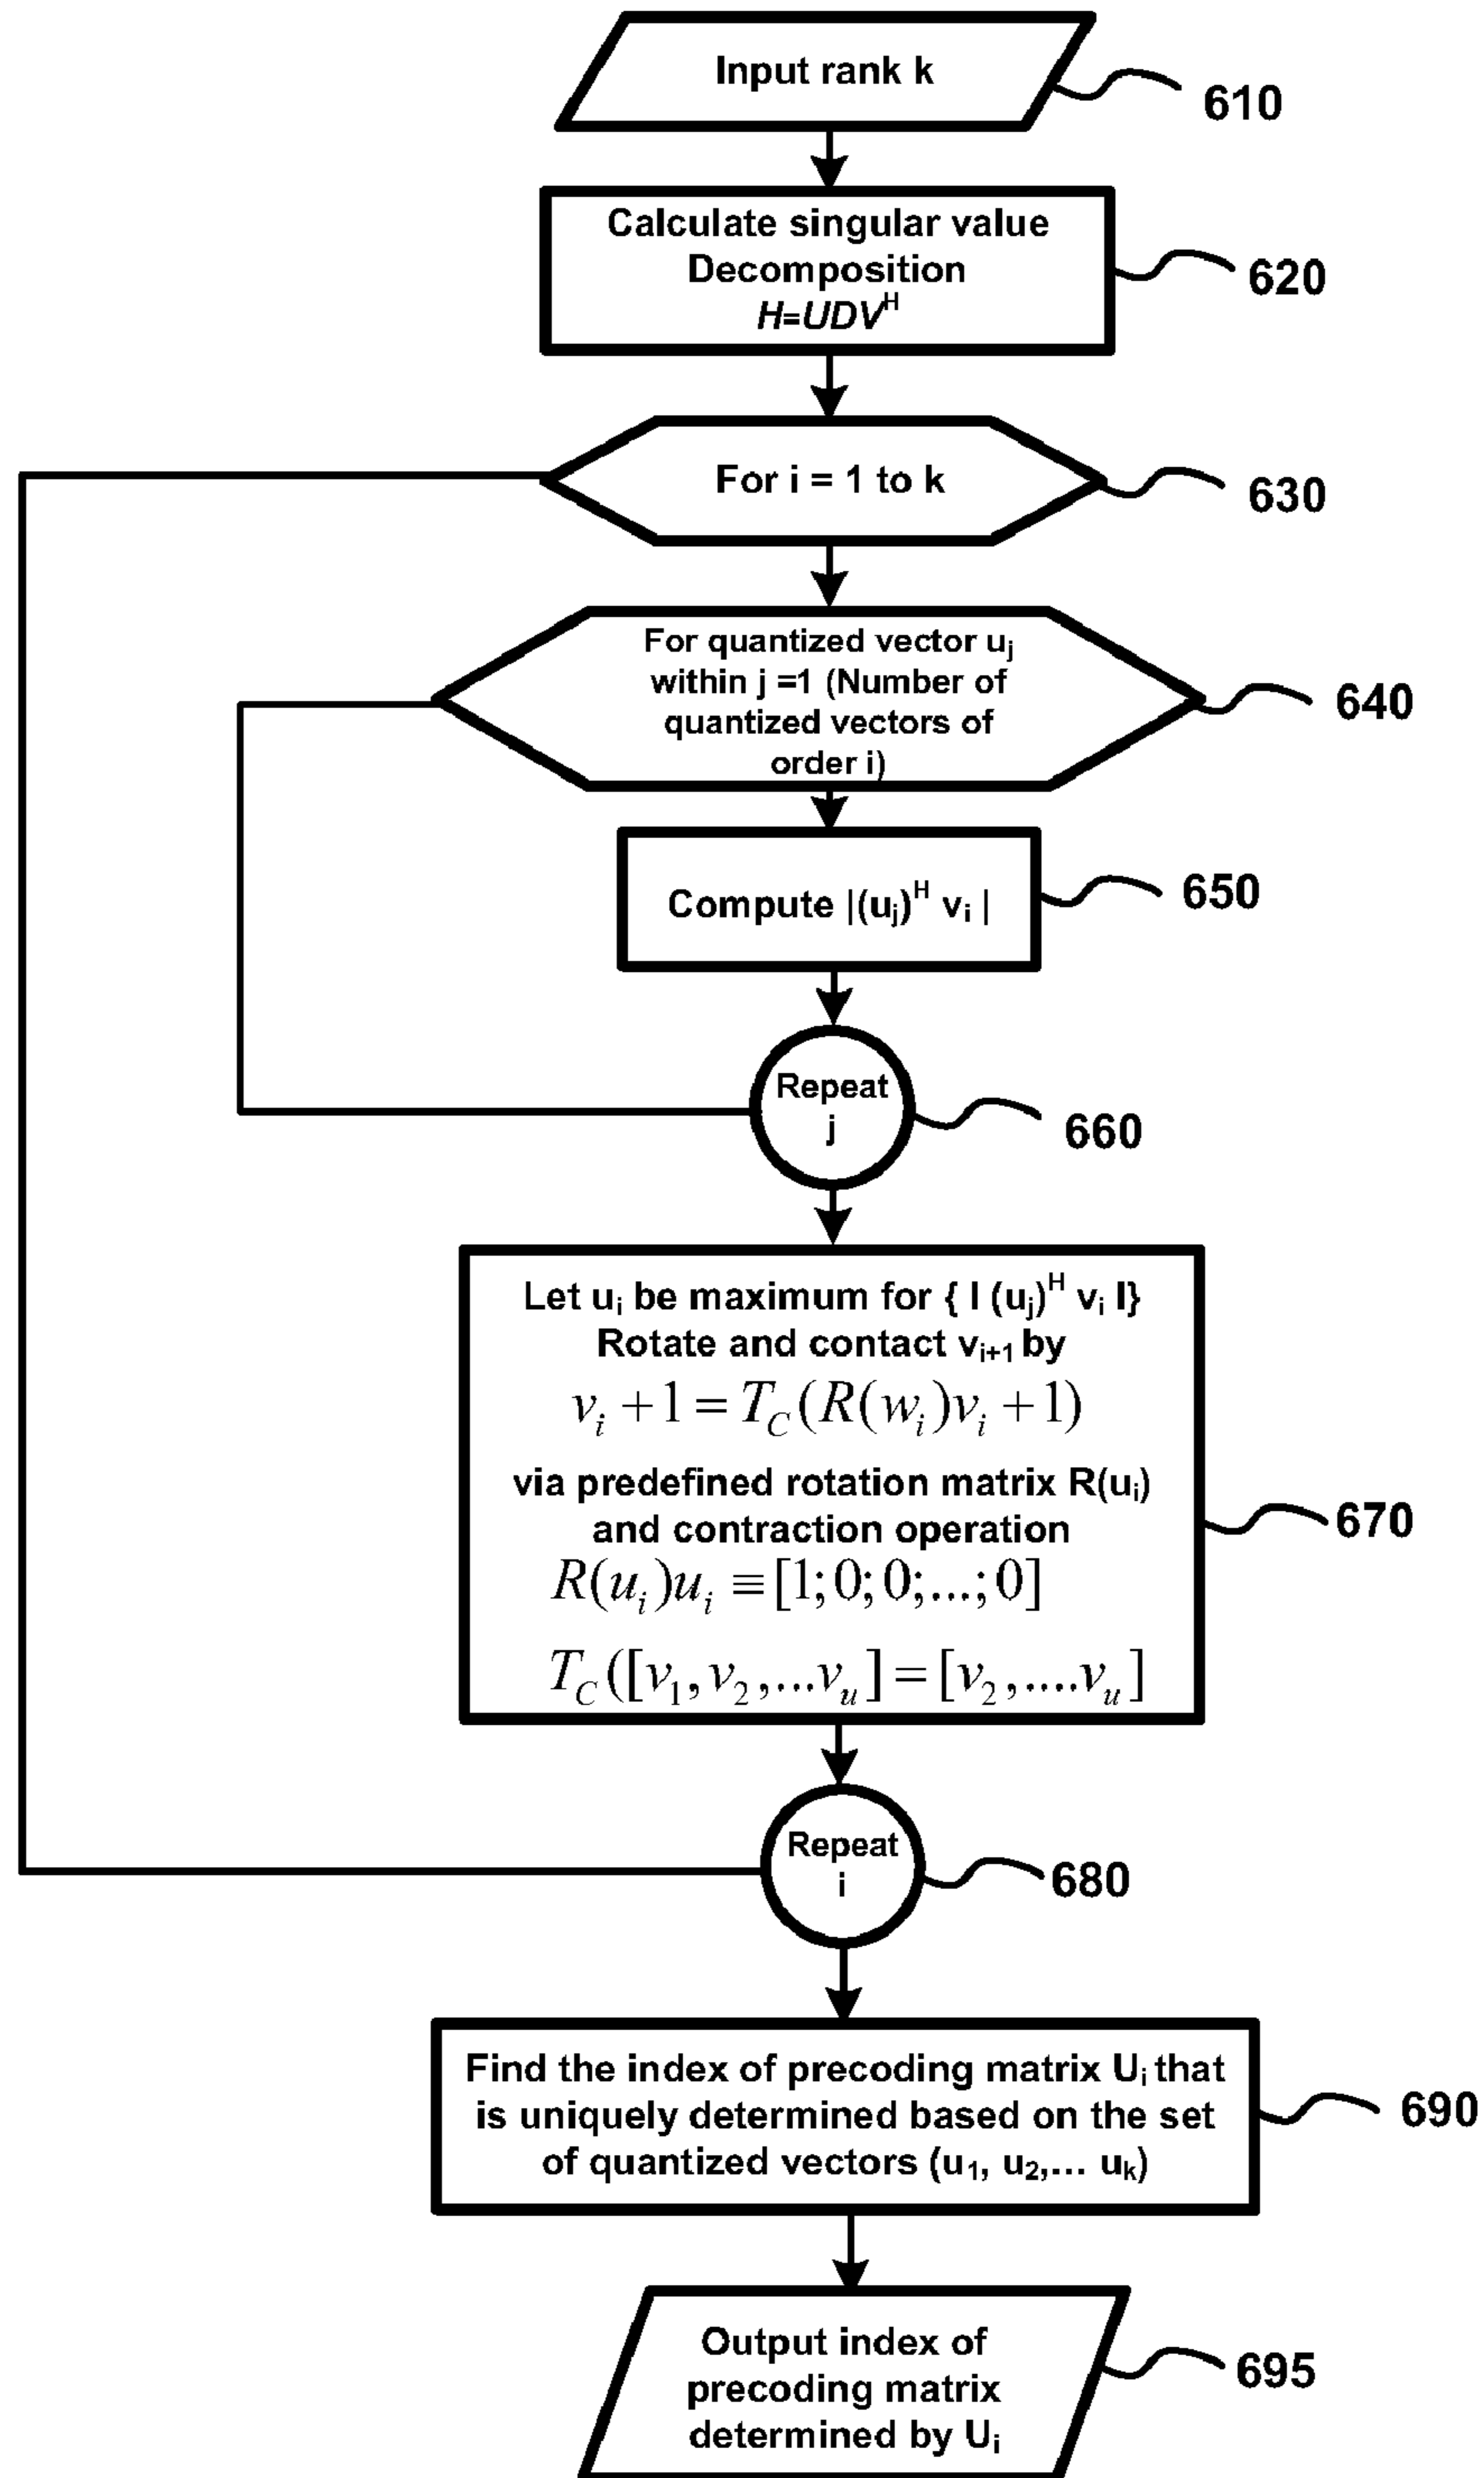 Input rank k
610
Calculate singular value
Decomposition
H=UDV^H
620
For i = 1 to k
630
For quantized vector u_j
within j =1 (Number of
quantized vectors of
order i)
640
Compute |(u_j)^H v_i |
650
Repeat
j
660
Let u_i be maximum for { I (u_j)^H v_i I}
Rotate and contact v_{i+1} by
v_i + 1 = T_C(R(w_i)v_i + 1)
via predefined rotation matrix R(u_i)
and contraction operation
R(u_i)u_i ≡ [1;0;0;...;0]
T_C([v_1,v_2,...v_u] = [v_2,....v_u]
670
Repeat
i
680
Find the index of precoding matrix U_i that
is uniquely determined based on the set
of quantized vectors (u_1, u_2,... u_k)
690
Output index of
precoding matrix
determined by U_i
695